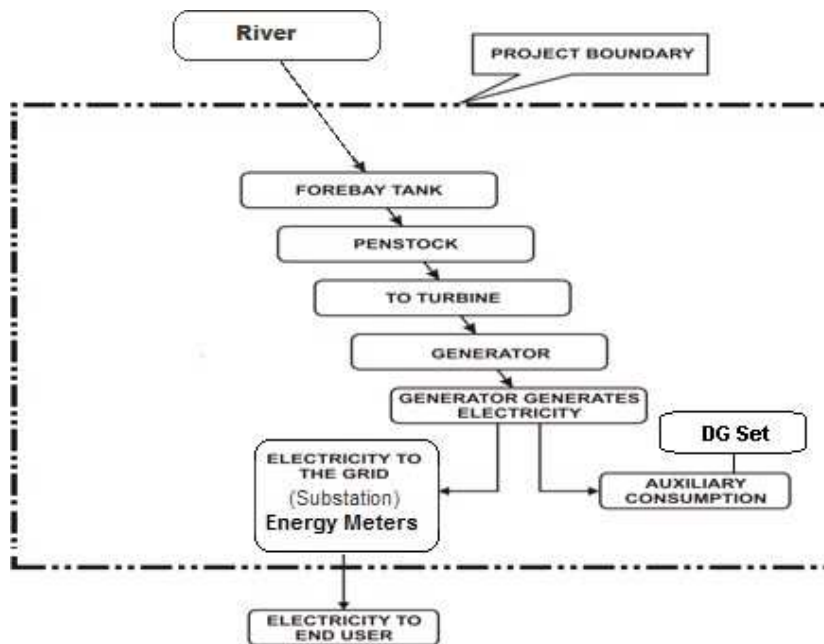 River
PROJECT BOUNDARY
FOREBAY TANK
PENSTOCK
TO TURBINE
GENERATOR
GENERATOR GENERATES
ELECTRICITY
DG Set
ELECTRICITY TO
THE GRID
(Substation)
Energy Meters
AUXILIARY
CONSUMPTION
ELECTRICITY TO
END USER